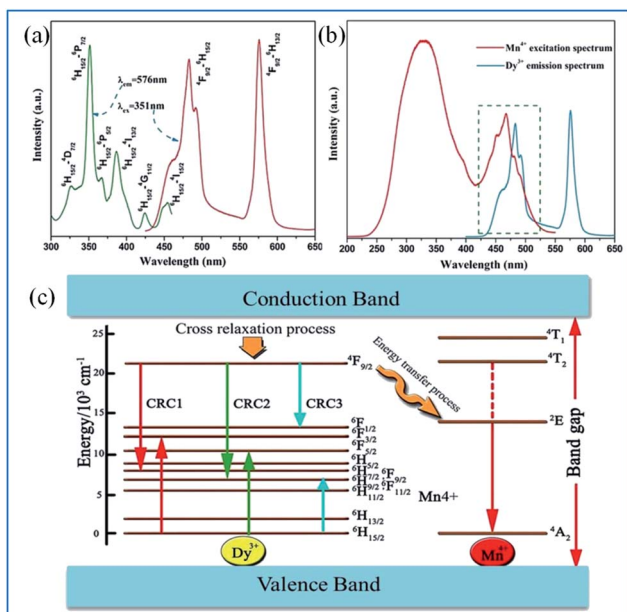 (a)
⁶H₁₅/₂-⁴D₇/₂
⁶H₁₅/₂-⁶P₇/₂
⁶H₁₅/₂-⁶P₅/₂
⁶H₁₅/₂-⁴I₁₃/₂
⁶H₁₅/₂-⁴G₁₁/₂
⁶H₁₅/₂-⁴I₁₅/₂
λem=576nm
λex=351nm
⁴F₉/₂-⁶H₁₅/₂
⁴F₉/₂-⁶H₁₃/₂
Intensity (a.u.)
300 350 400 450 500 550 600 650
Wavelength (nm)
(b)
Mn⁴⁺ excitation spectrum
Dy³⁺ emission spectrum
Intensity (a.u.)
200 250 300 350 400 450 500 550 600 650
Wavelength (nm)
(c)
Conduction Band
Energy/10³ cm⁻¹
25
20
15
10
5
0
Cross relaxation process
CRC1
CRC2
CRC3
⁴F₉/₂
⁶F₁/₂
⁶F₃/₂
⁶F₅/₂
⁶H₅/₂
⁶H₇/₂,⁶F₉/₂
⁶H₉/₂,⁶F₁₁/₂
⁶H₁₁/₂
⁶H₁₃/₂
⁶H₁₅/₂
Dy³⁺
Energy transfer process
⁴T₁
⁴T₂
²E
Mn4+
⁴A₂
Mn⁴⁺
Band gap
Valence Band